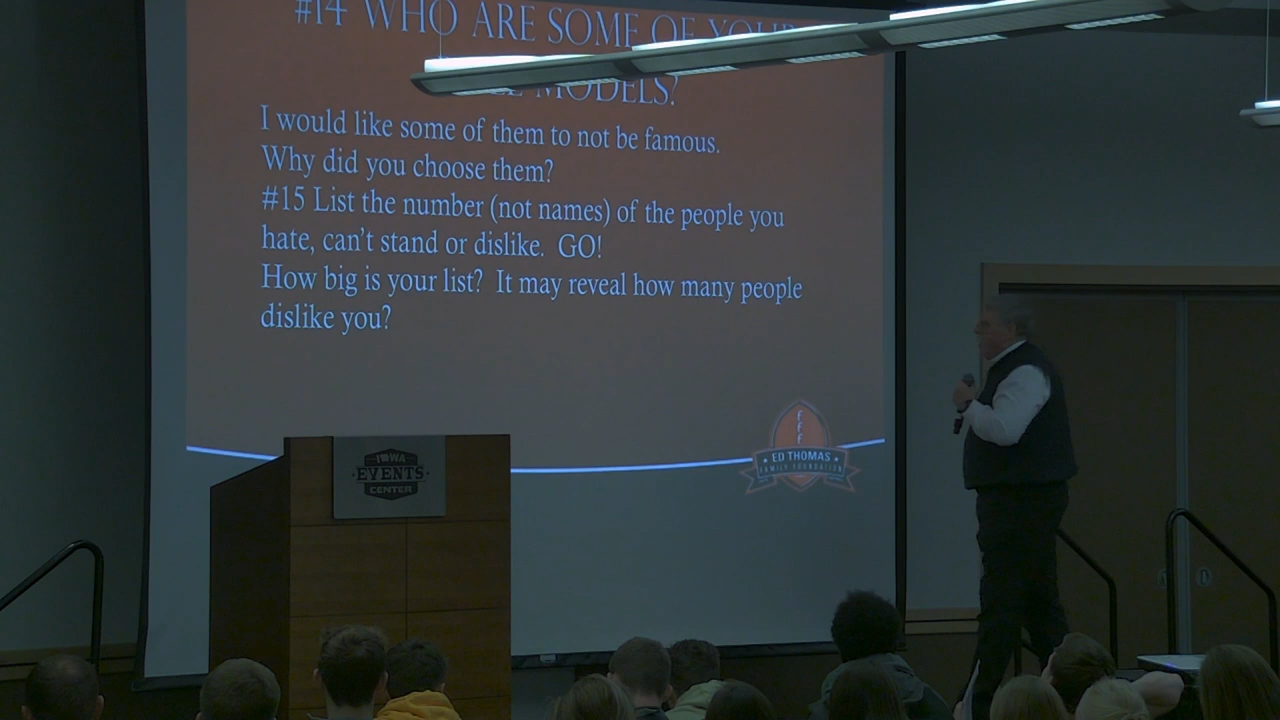 #14 WHO ARE SOME OF YOUR
MODELS?
I would like some of them to not be famous.
Why did you choose them?
#15 List the number (not names) of the people you
hate, can't stand or dislike.  GO!
How big is your list?  It may reveal how many people
dislike you?
F
F
F
ED THOMAS
FAMILY FOUNDATION
IOWA
EVENTS
CENTER